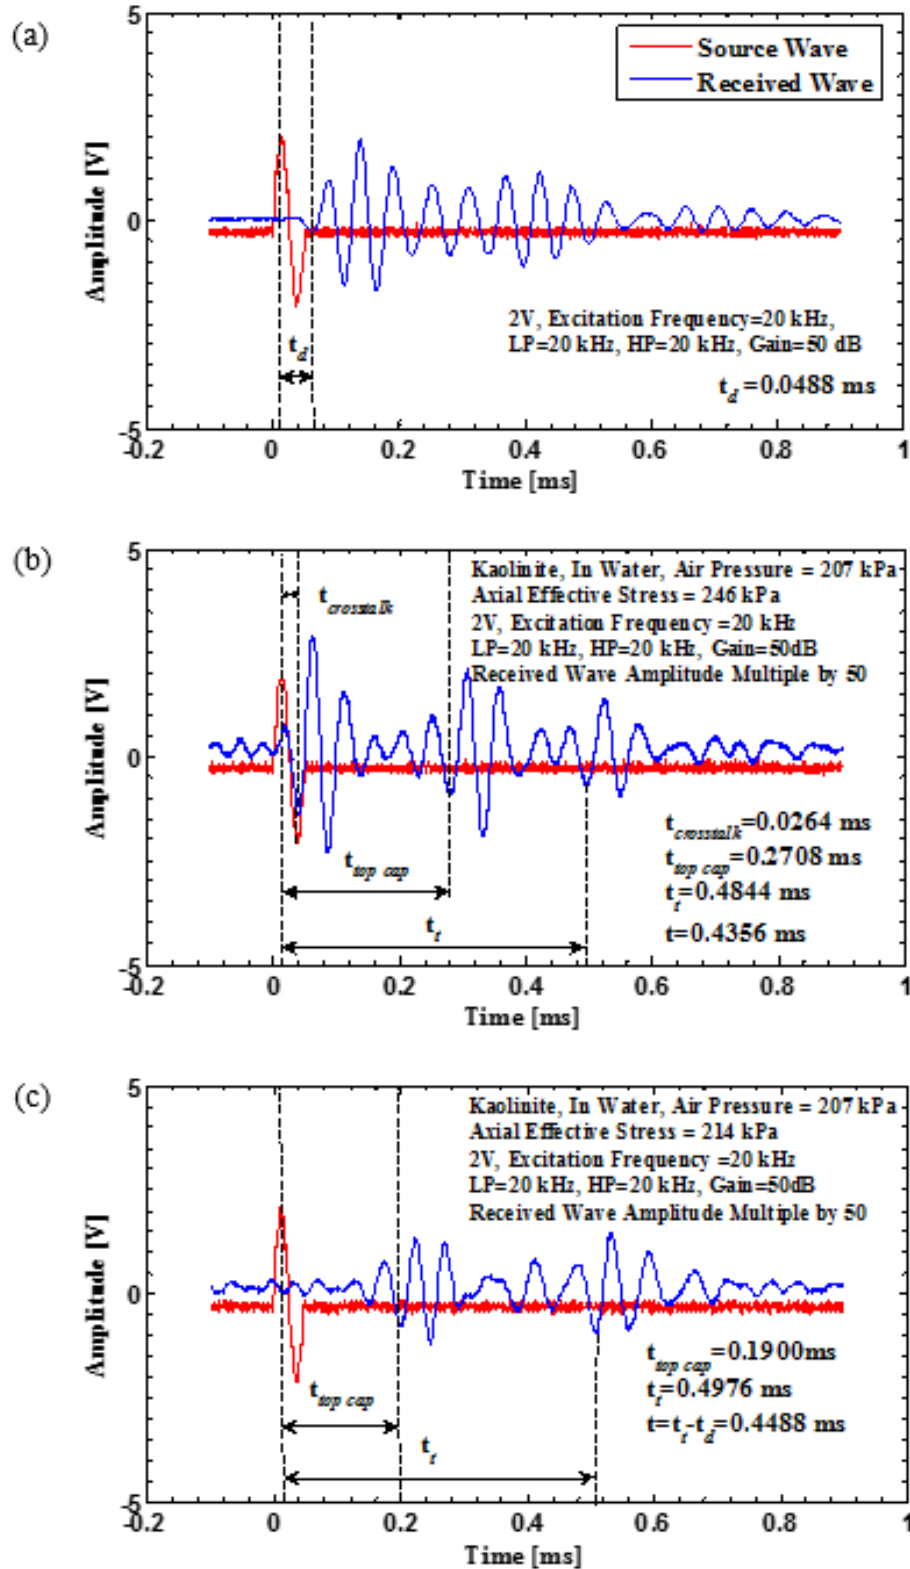 (a)
5
0
-5
Amplitude [V]
Source Wave
Received Wave
2V, Excitation Frequency=20 kHz,
LP=20 kHz, HP=20 kHz, Gain=50 dB
t_d
t_d=0.0488 ms
-0.2 0 0.2 0.4 0.6 0.8 1
Time [ms]
(b)
5
0
-5
Amplitude [V]
Kaolinite, In Water, Air Pressure = 207 kPa
Axial Effective Stress = 246 kPa
2V, Excitation Frequency =20 kHz
LP=20 kHz, HP=20 kHz, Gain=50dB
Received Wave Amplitude Multiple by 50
t_crosstalk
t_top cap
t_t
t_crosstalk=0.0264 ms
t_top cap=0.2708 ms
t_t=0.4844 ms
t=0.4356 ms
-0.2 0 0.2 0.4 0.6 0.8 1
Time [ms]
(c)
5
0
-5
Amplitude [V]
Kaolinite, In Water, Air Pressure = 207 kPa
Axial Effective Stress = 214 kPa
2V, Excitation Frequency =20 kHz
LP=20 kHz, HP=20 kHz, Gain=50dB
Received Wave Amplitude Multiple by 50
t_top cap
t_t
t_top cap=0.1900ms
t_t=0.4976 ms
t=t_t-t_d=0.4488 ms
-0.2 0 0.2 0.4 0.6 0.8 1
Time [ms]